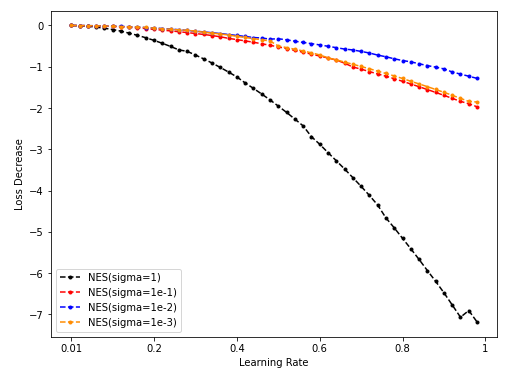 0
−1
−2
−3
−4
−5
−6
−7
Loss Decrease
NES(sigma=1)
NES(sigma=1e-1)
NES(sigma=1e-2)
NES(sigma=1e-3)
0.01 0.2 0.4 0.6 0.8 1
Learning Rate